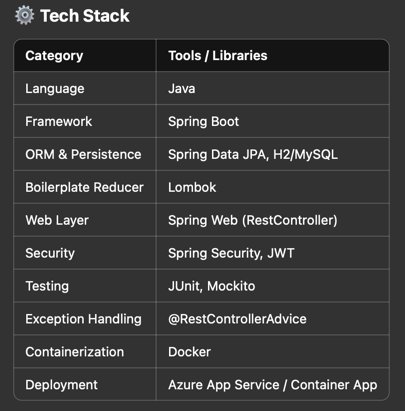 ⚙️ Tech Stack
Category Tools / Libraries
Language Java
Framework Spring Boot
ORM & Persistence Spring Data JPA, H2/MySQL
Boilerplate Reducer Lombok
Web Layer Spring Web (RestController)
Security Spring Security, JWT
Testing JUnit, Mockito
Exception Handling @RestControllerAdvice
Containerization Docker
Deployment Azure App Service / Container App